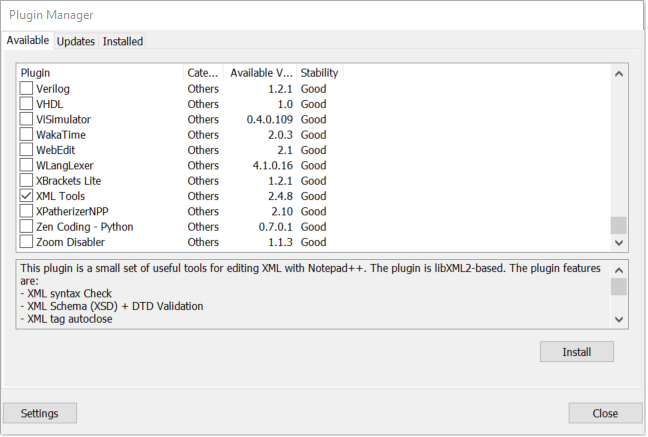 Plugin Manager
Available Updates Installed
Plugin Cate... Available V... Stability
Verilog Others 1.2.1 Good
VHDL Others 1.0 Good
ViSimulator Others 0.4.0.109 Good
WakaTime Others 2.0.3 Good
WebEdit Others 2.1 Good
WLangLexer Others 4.1.0.16 Good
XBrackets Lite Others 1.2.1 Good
XML Tools Others 2.4.8 Good
XPatherizerNPP Others 2.10 Good
Zen Coding - Python Others 0.7.0.1 Good
Zoom Disabler Others 1.1.3 Good
This plugin is a small set of useful tools for editing XML with Notepad++. The plugin is libXML2-based. The plugin features
are:
- XML syntax Check
- XML Schema (XSD) + DTD Validation
- XML tag autoclose
Install
Settings Close